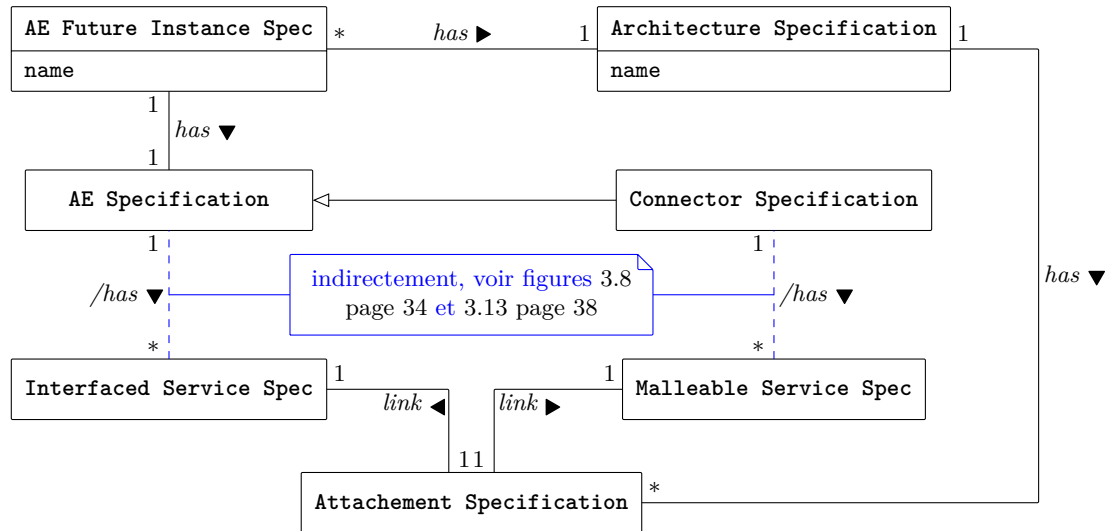 AE Future Instance Spec
name
*
has ▶
1
Architecture Specification
name
1
1
has ▼
1
AE Specification
Connector Specification
1
1
indirectement, voir figures 3.8
page 34 et 3.13 page 38
/has ▼
/has ▼
has ▼
*
*
Interfaced Service Spec
1
1
Malleable Service Spec
link ◀
link ▶
11
Attachement Specification
*